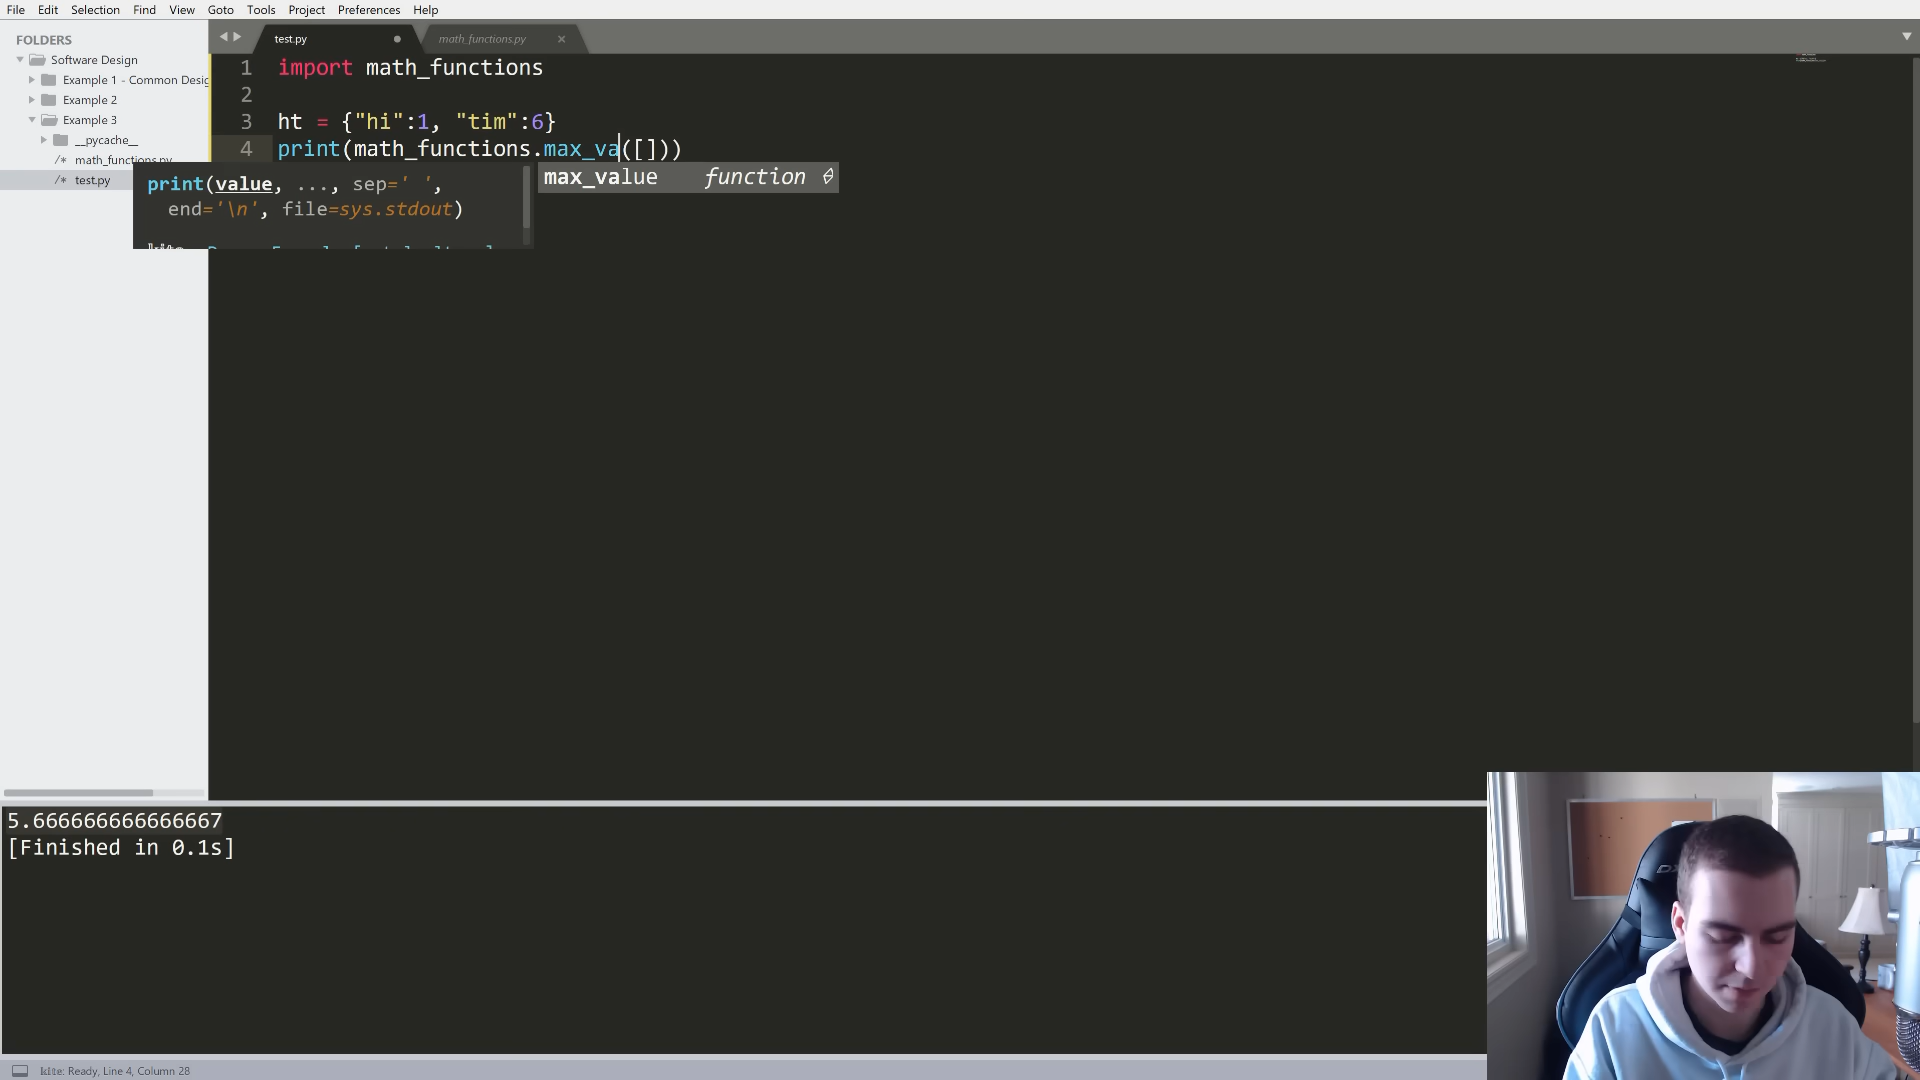 File Edit Selection Find View Goto Tools Project Preferences Help
FOLDERS
Software Design
Example 1 - Common Desig
Example 2
Example 3
__pycache__
/* math_functions.py
/* test.py
test.py
math_functions.py
1 import math_functions
2
3 ht = {"hi":1, "tim":6}
4 print(math_functions.max_va([]))
print(value, ..., sep=' ',
end='\n', file=sys.stdout)
max_value function
5.666666666666667
[Finished in 0.1s]
kite: Ready, Line 4, Column 28